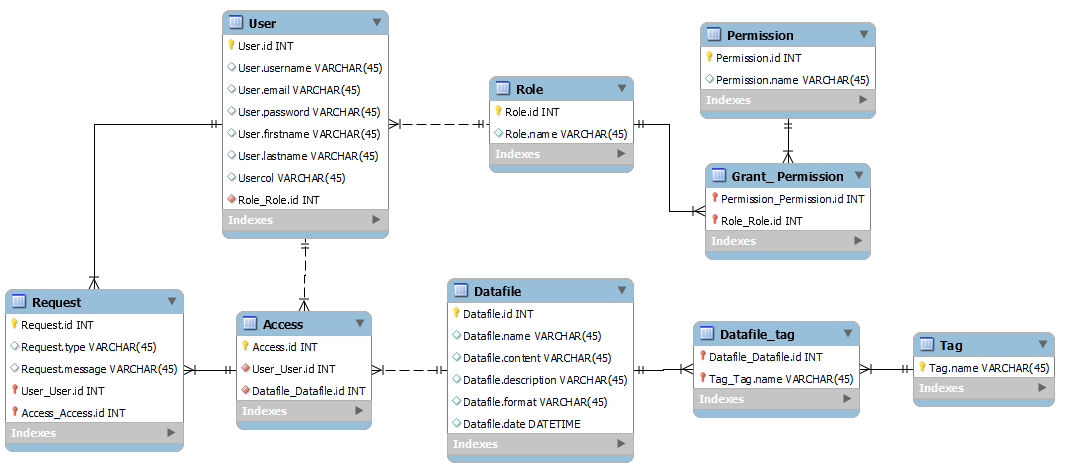 User
User.id INT
User.username VARCHAR(45)
User.email VARCHAR(45)
User.password VARCHAR(45)
User.firstname VARCHAR(45)
User.lastname VARCHAR(45)
Usercol VARCHAR(45)
Role_Role.id INT
Indexes
Role
Role.id INT
Role.name VARCHAR(45)
Indexes
Permission
Permission.id INT
Permission.name VARCHAR(45)
Indexes
Grant_ Permission
Permission_Permission.id INT
Role_Role.id INT
Indexes
Request
Request.id INT
Request.type VARCHAR(45)
Request.message VARCHAR(45)
User_User.id INT
Access_Access.id INT
Indexes
Access
Access.id INT
User_User.id INT
Datafile_Datafile.id INT
Indexes
Datafile
Datafile.id INT
Datafile.name VARCHAR(45)
Datafile.content VARCHAR(45)
Datafile.description VARCHAR(45)
Datafile.format VARCHAR(45)
Datafile.date DATETIME
Indexes
Datafile_tag
Datafile_Datafile.id INT
Tag_Tag.name VARCHAR(45)
Indexes
Tag
Tag.name VARCHAR(45)
Indexes